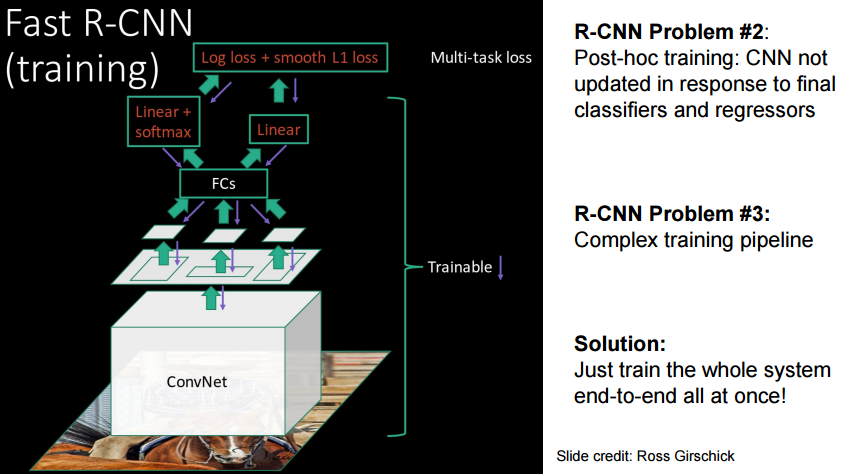 Fast R-CNN
(training)
Log loss + smooth L1 loss
Multi-task loss
Linear +
softmax
Linear
FCs
Trainable
ConvNet
R-CNN Problem #2:
Post-hoc training: CNN not
updated in response to final
classifiers and regressors
R-CNN Problem #3:
Complex training pipeline
Solution:
Just train the whole system
end-to-end all at once!
Slide credit: Ross Girschick